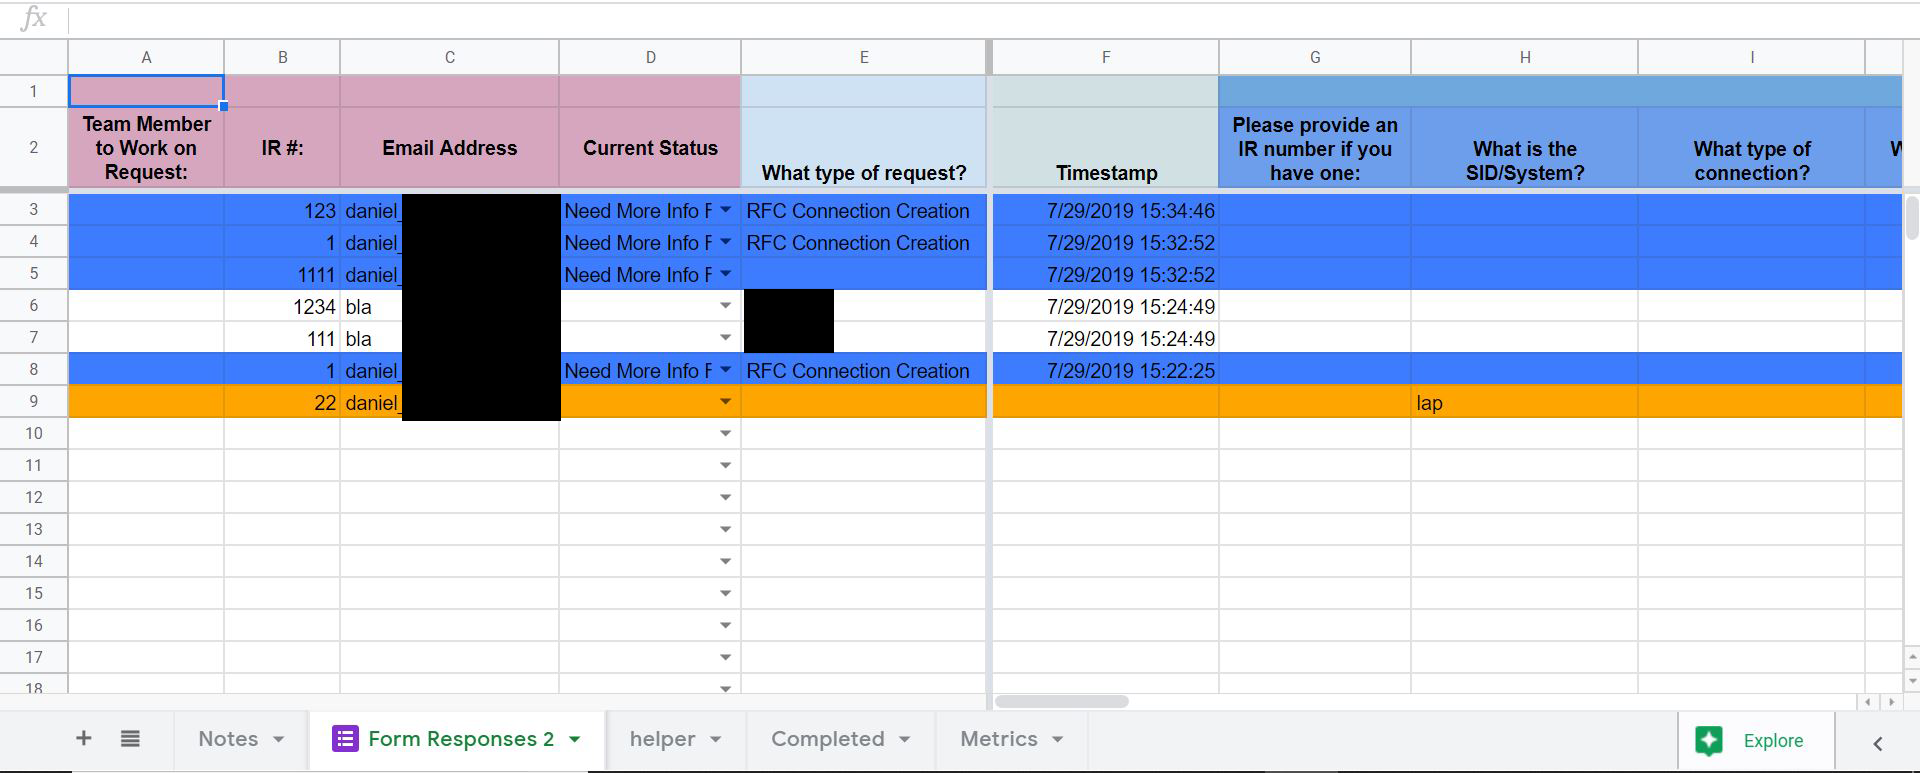 fx
A B C D E F G H I
1
2 Team Member to Work on Request: IR #: Email Address Current Status What type of request? Timestamp Please provide an IR number if you have one: What is the SID/System? What type of connection? W
3 123 daniel_ Need More Info F RFC Connection Creation 7/29/2019 15:34:46
4 1 daniel_ Need More Info F RFC Connection Creation 7/29/2019 15:32:52
5 1111 daniel_ Need More Info F 7/29/2019 15:32:52
6 1234 bla 7/29/2019 15:24:49
7 111 bla 7/29/2019 15:24:49
8 1 daniel_ Need More Info F RFC Connection Creation 7/29/2019 15:22:25
9 22 daniel_ lap
10
11
12
13
14
15
16
17
18
Notes Form Responses 2 helper Completed Metrics Explore